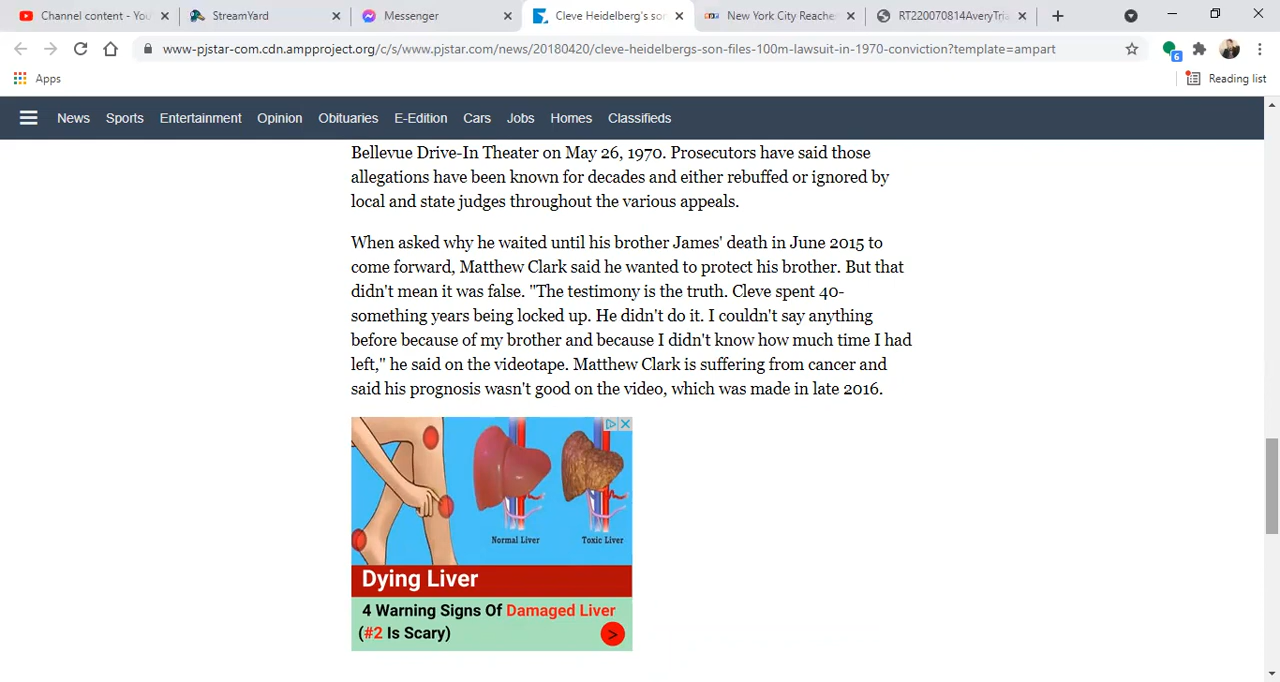 Channel content - You
StreamYard
Messenger
Cleve Heidelberg's son
New York City Reache
RT220070814AveryTria
www-pjstar-com.cdn.ampproject.org/c/s/www.pjstar.com/news/20180420/cleve-heidelbergs-son-files-100m-lawsuit-in-1970-conviction?template=ampart
6
Apps
Reading list
News Sports Entertainment Opinion Obituaries E-Edition Cars Jobs Homes Classifieds
Bellevue Drive-In Theater on May 26, 1970. Prosecutors have said those
allegations have been known for decades and either rebuffed or ignored by
local and state judges throughout the various appeals.
When asked why he waited until his brother James' death in June 2015 to
come forward, Matthew Clark said he wanted to protect his brother. But that
didn't mean it was false. "The testimony is the truth. Cleve spent 40-
something years being locked up. He didn't do it. I couldn't say anything
before because of my brother and because I didn't know how much time I had
left," he said on the videotape. Matthew Clark is suffering from cancer and
said his prognosis wasn't good on the video, which was made in late 2016.
Normal Liver Toxic Liver
Dying Liver
4 Warning Signs Of Damaged Liver
(#2 Is Scary)